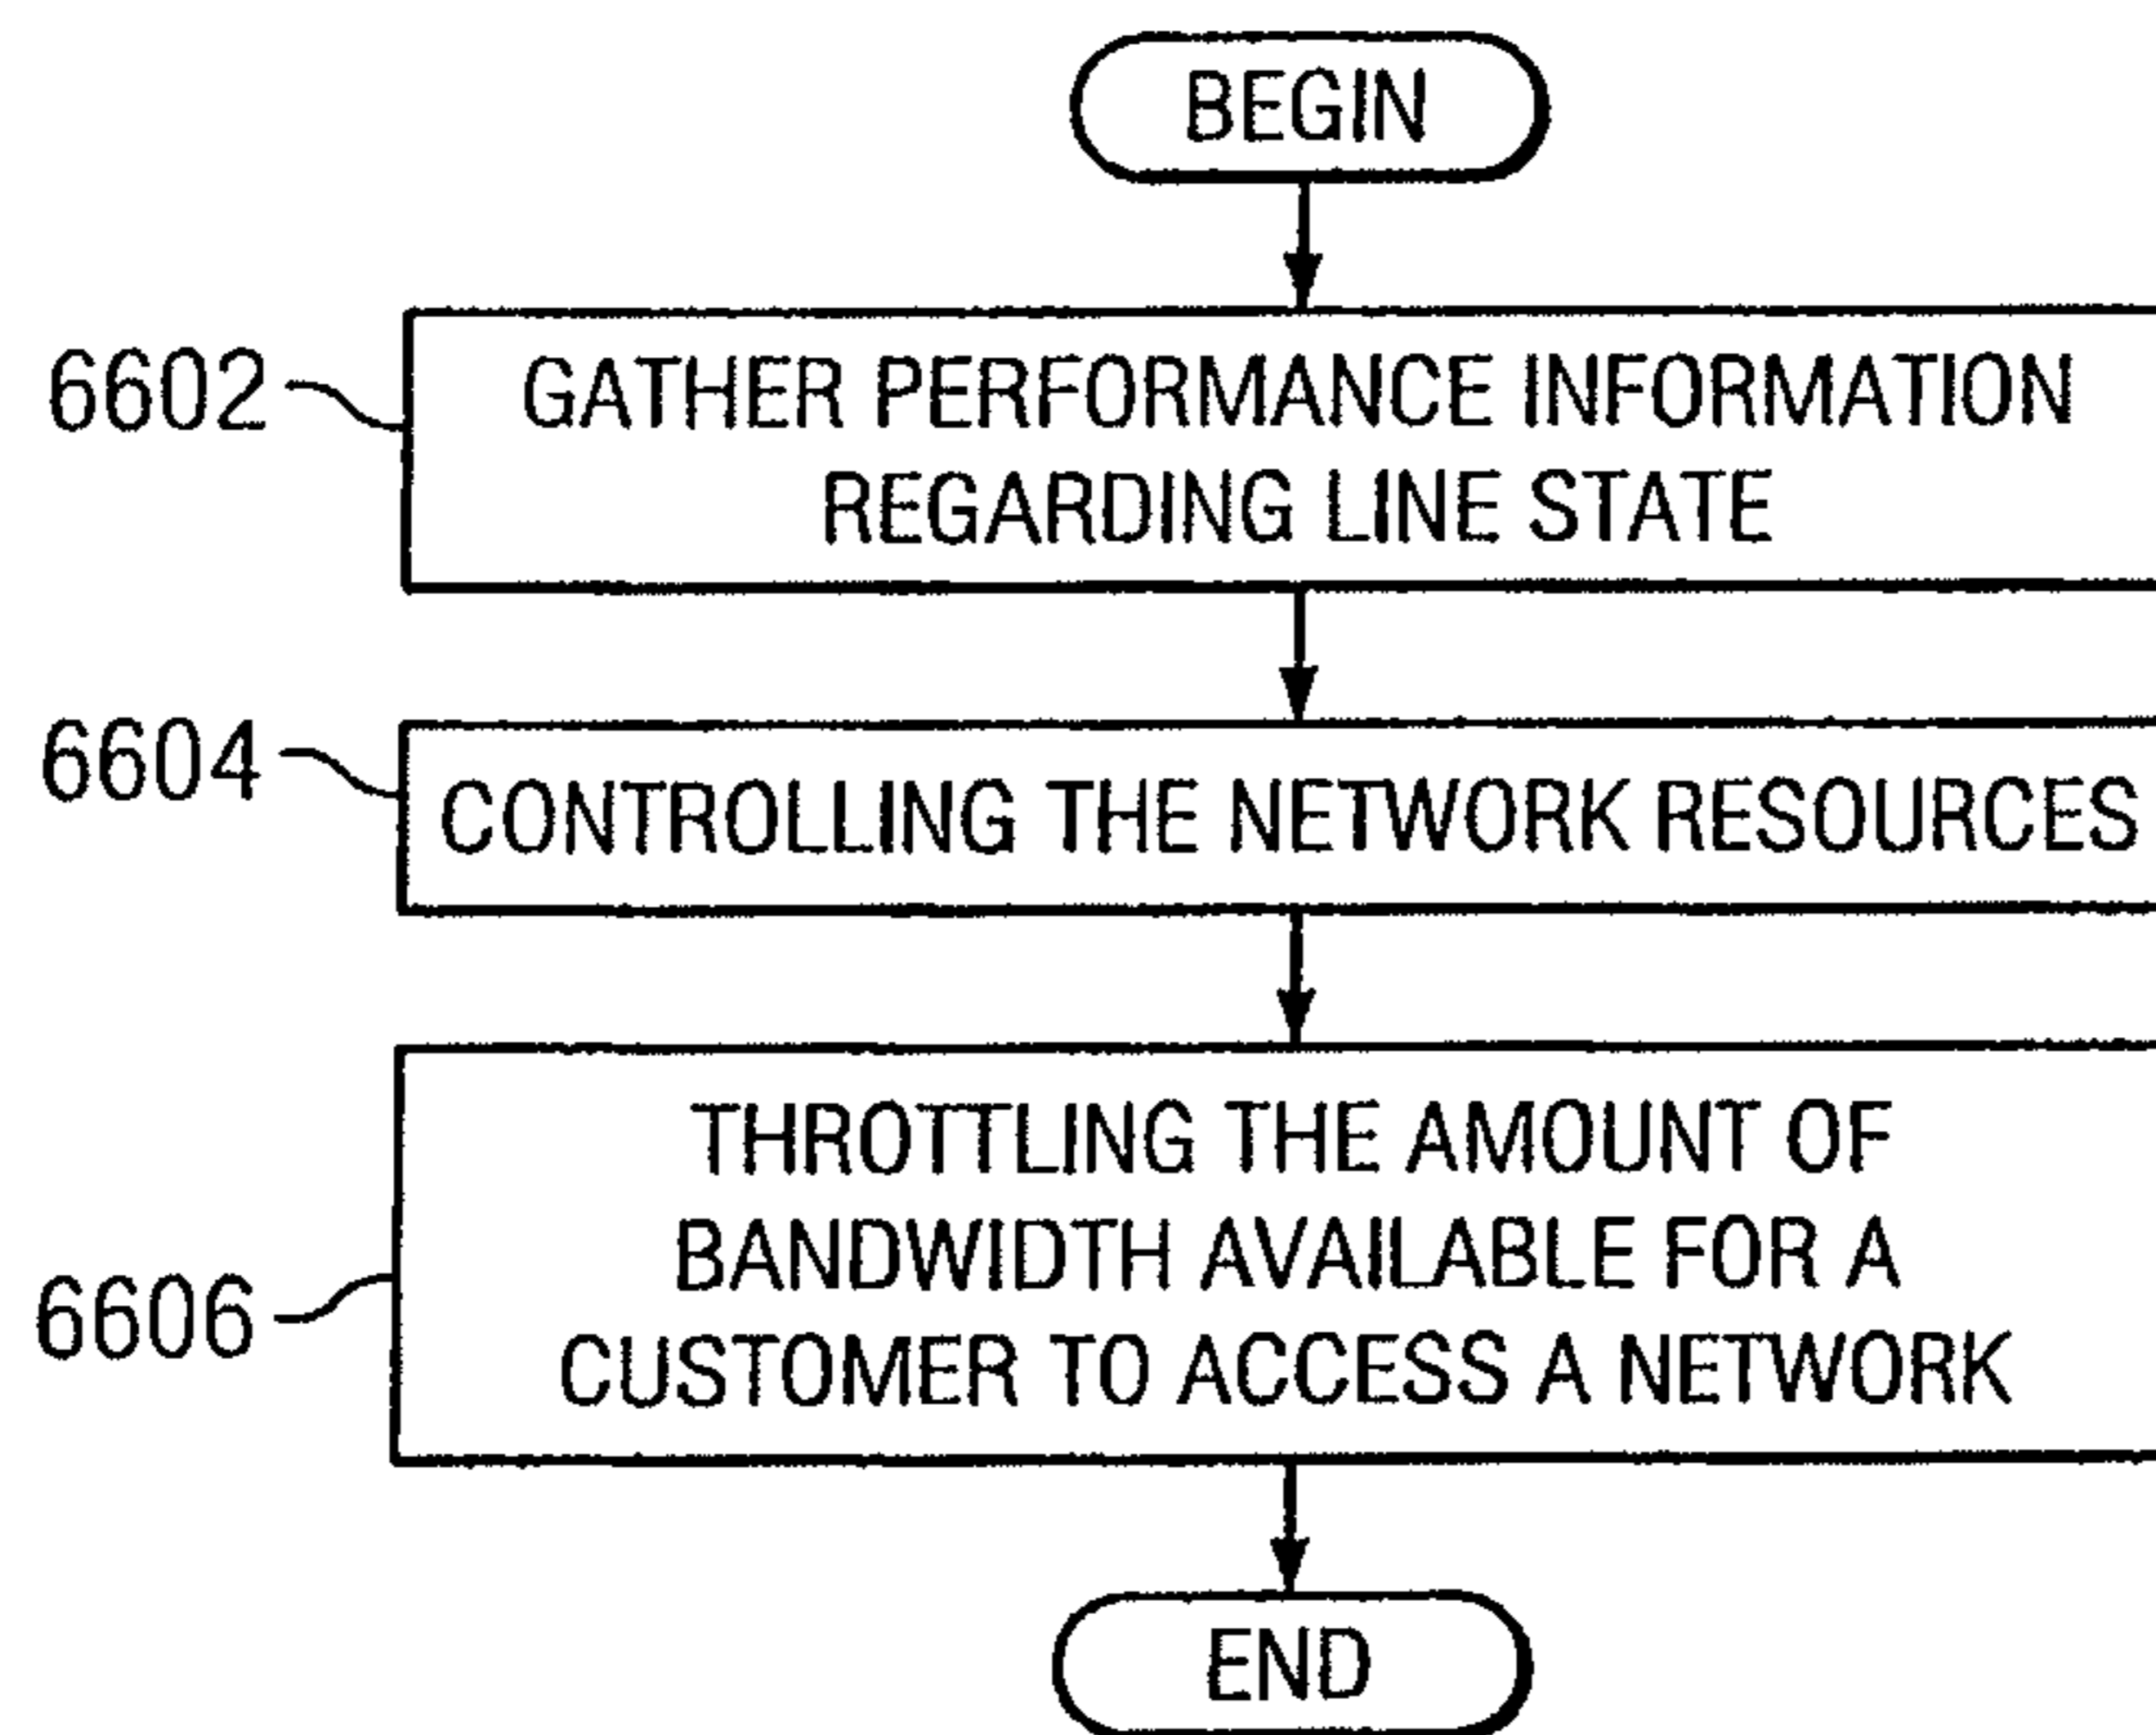 BEGIN
6602
GATHER PERFORMANCE INFORMATION
REGARDING LINE STATE
6604
CONTROLLING THE NETWORK RESOURCES
6606
THROTTLING THE AMOUNT OF
BANDWIDTH AVAILABLE FOR A
CUSTOMER TO ACCESS A NETWORK
END